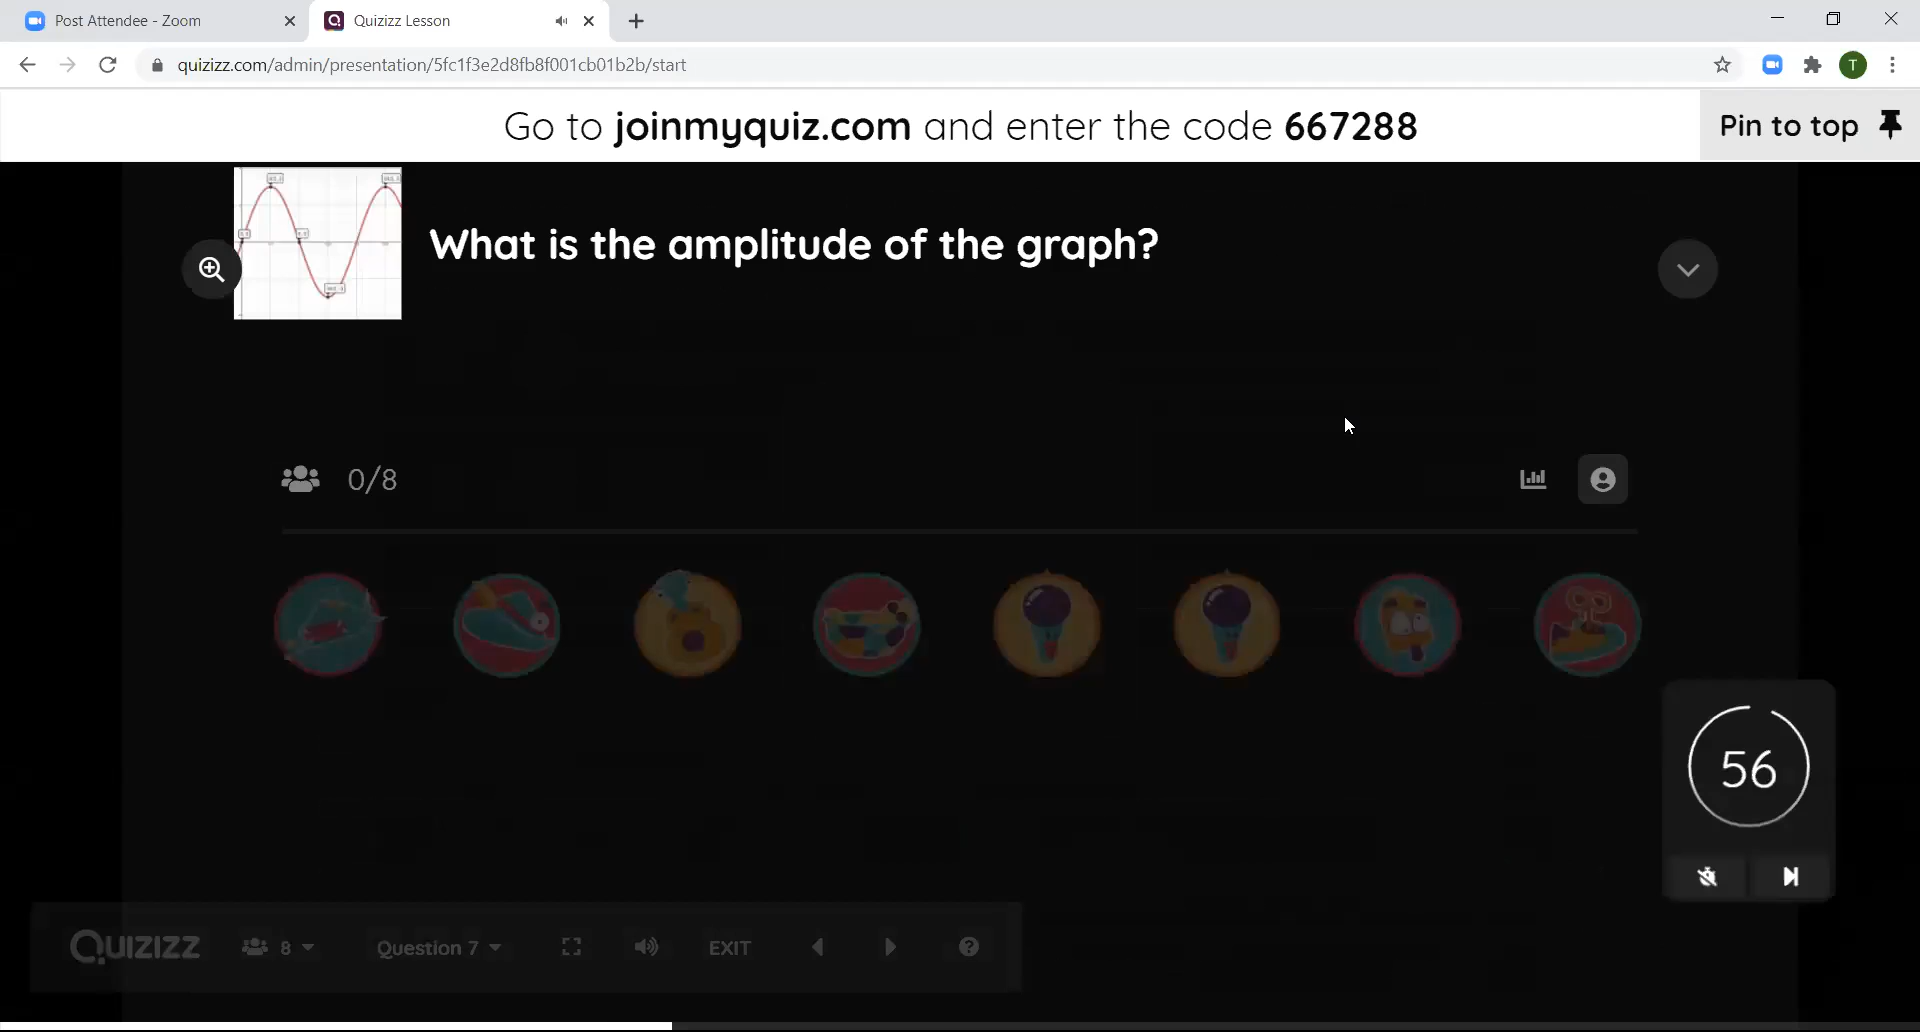 Post Attendee - Zoom
Quizizz Lesson
quizizz.com/admin/presentation/5fc1f3e2d8fb8f001cb01b2b/start
T
Go to joinmyquiz.com and enter the code 667288
Pin to top
What is the amplitude of the graph?
0/8
56
QUIZIZZ
8
Question 7
EXIT